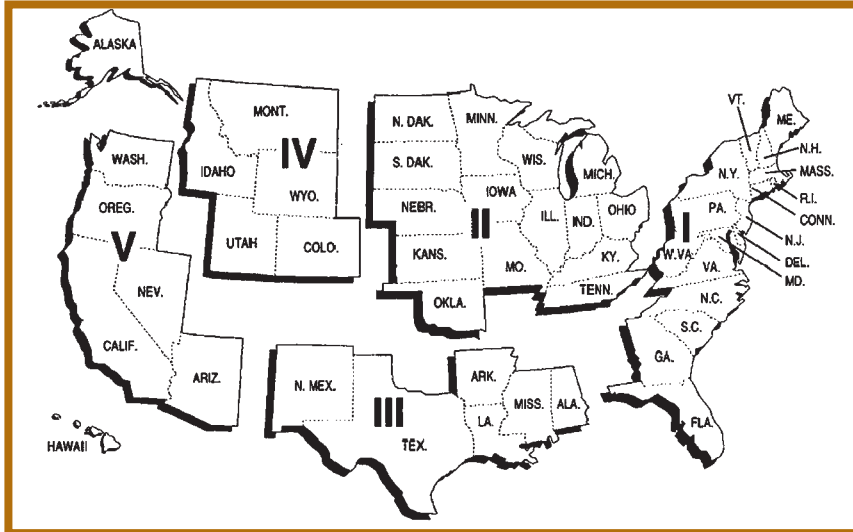 ALASKA
MONT.
IV
IDAHO
WYO.
UTAH
COLO.
WASH.
OREG.
V
NEV.
CALIF.
ARIZ.
HAWAII
N. DAK.
MINN.
S. DAK.
WIS.
MICH.
NEBR.
IOWA
II
ILL.
IND.
OHIO
KANS.
MO.
KY.
OKLA.
TENN.
N. MEX.
III
TEX.
ARK.
LA.
MISS.
ALA.
VT.
ME.
N.H.
MASS.
N.Y.
R.I.
CONN.
PA.
I
N.J.
W.VA.
DEL.
VA.
MD.
N.C.
S.C.
GA.
FLA.